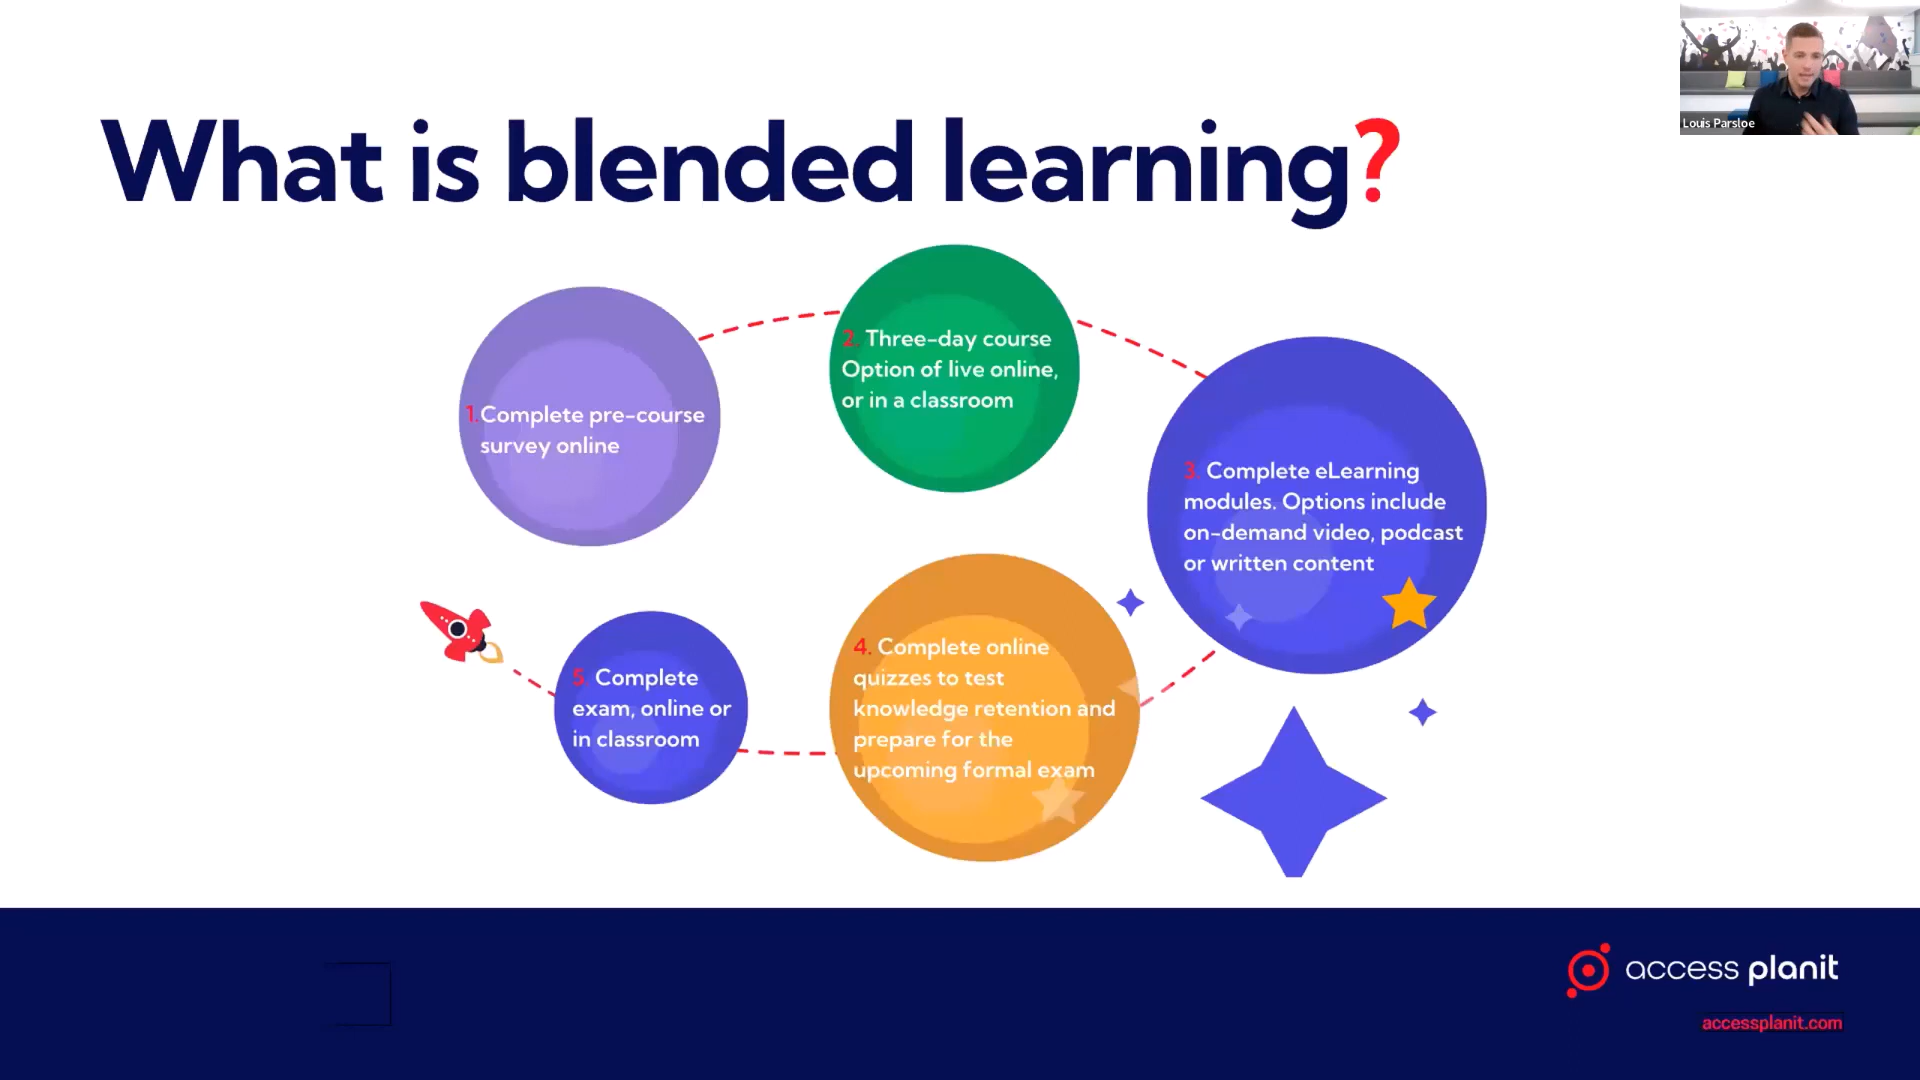 Louis Parsloe
What is blended learning?
1.Complete pre-course
survey online
2. Three-day course
Option of live online,
or in a classroom
3. Complete eLearning
modules. Options include
on-demand video, podcast
or written content
4. Complete online
quizzes to test
knowledge retention and
prepare for the
upcoming formal exam
5. Complete
exam, online or
in classroom
access planit
accessplanit.com